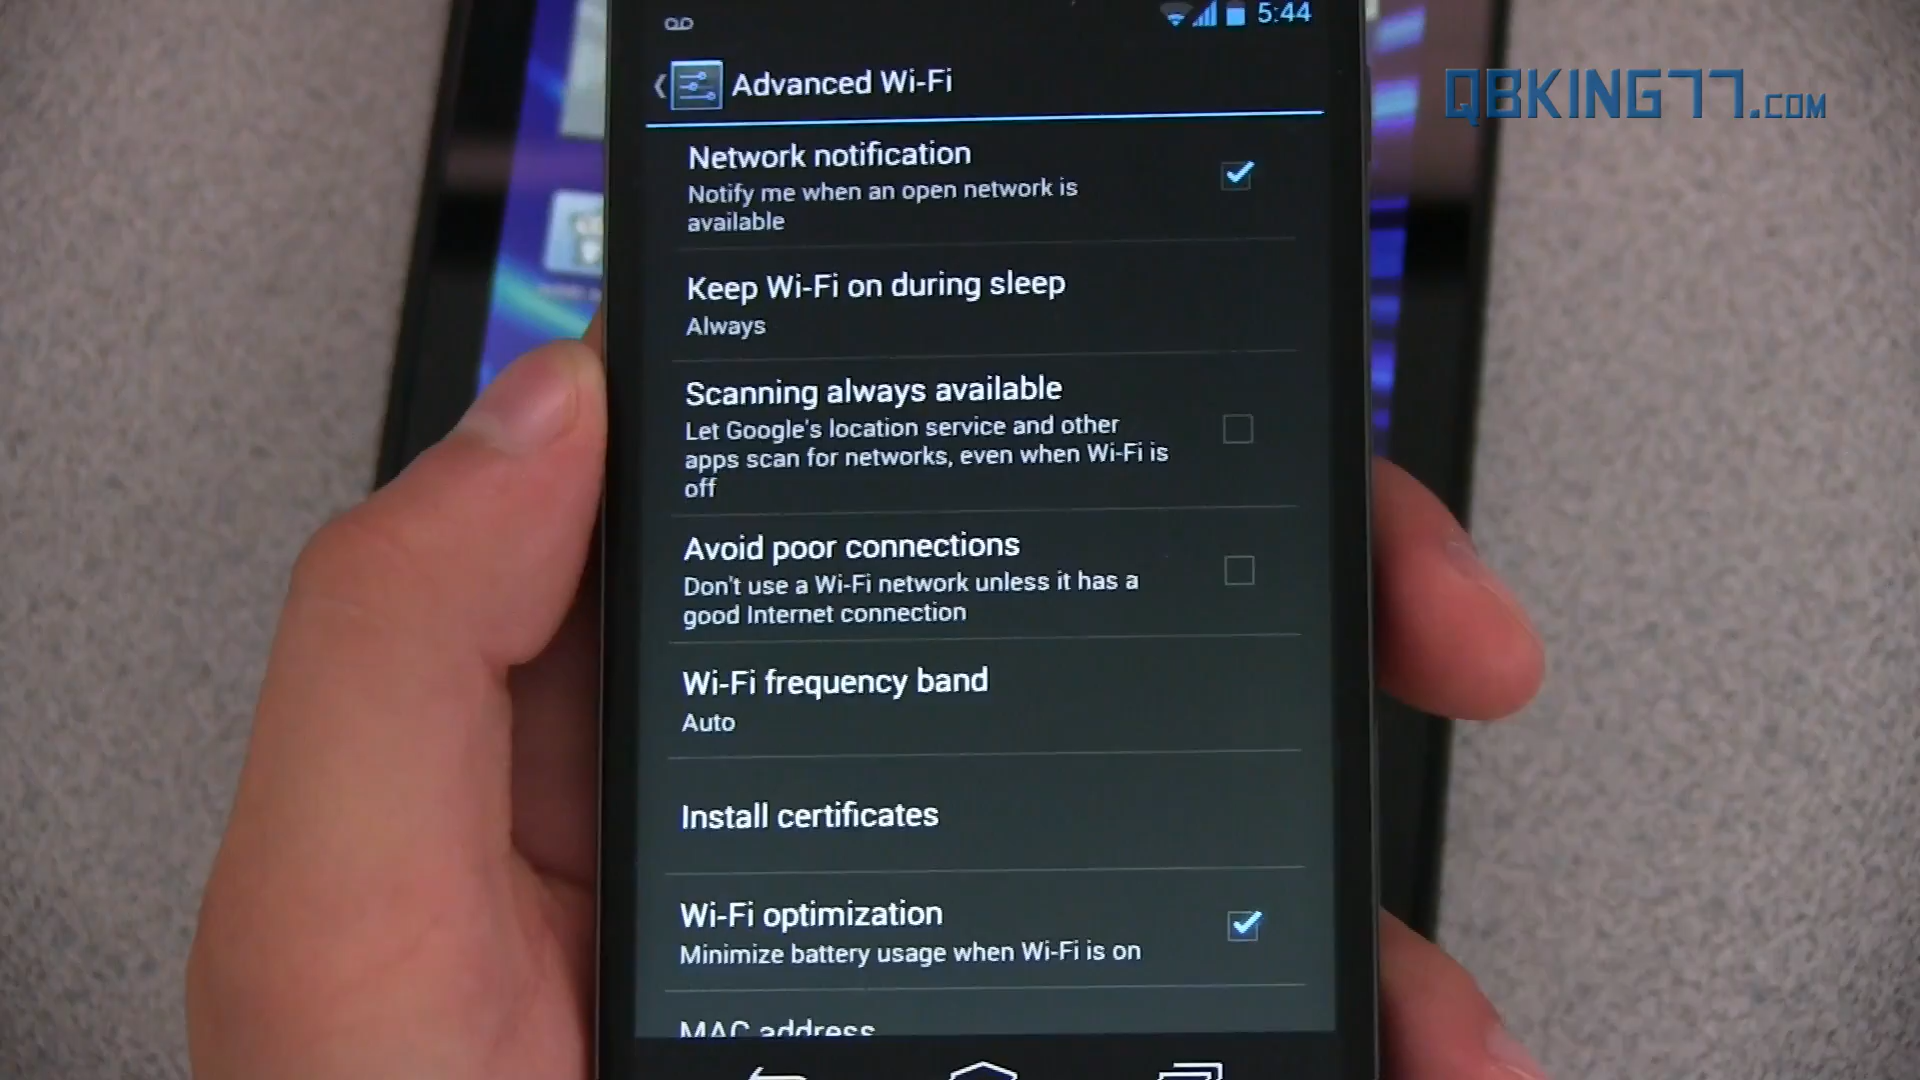 5:44
Advanced Wi-Fi
QBKING77.COM
Network notification
Notify me when an open network is
available
Keep Wi-Fi on during sleep
Always
Scanning always available
Let Google's location service and other
apps scan for networks, even when Wi-Fi is
off
Avoid poor connections
Don't use a Wi-Fi network unless it has a
good Internet connection
Wi-Fi frequency band
Auto
Install certificates
Wi-Fi optimization
Minimize battery usage when Wi-Fi is on
MAC address